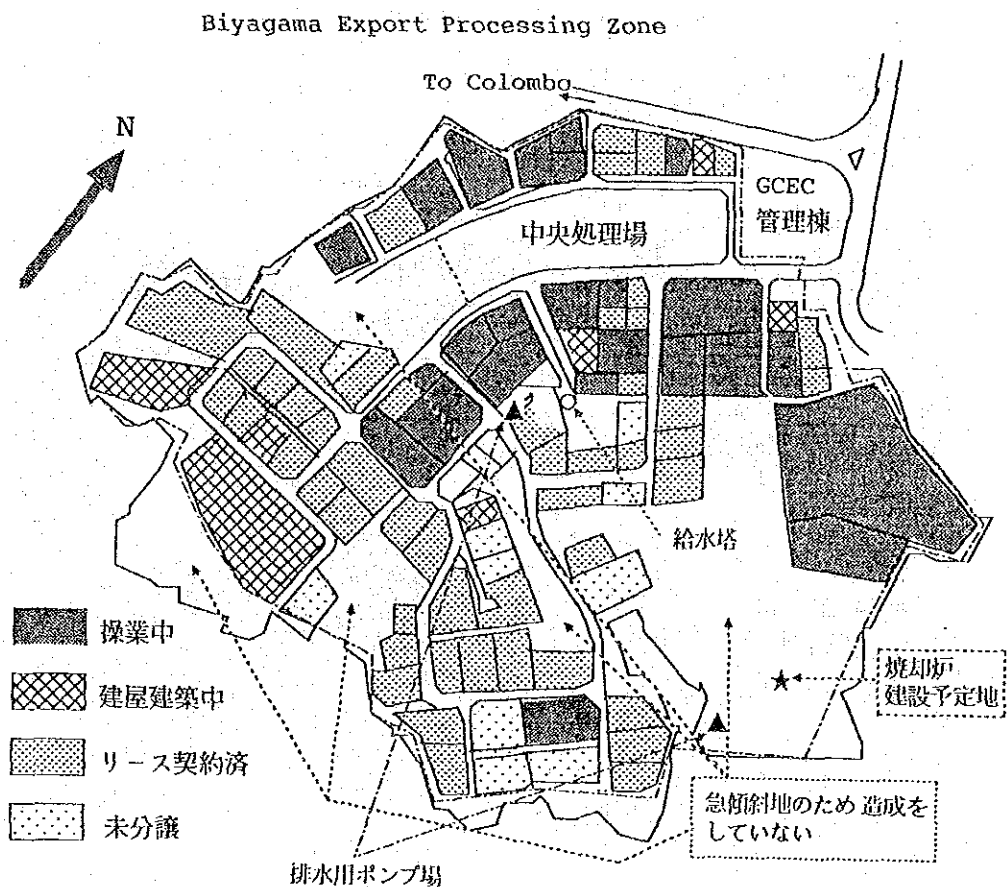 Biyagama Export Processing Zone
To Colombo
N
GCEC
管理棟
中央処理場
給水塔
操業中
建屋建築中
リース契約済
未分譲
焼却炉
建設予定地
急傾斜地のため 造成を
していない
排水用ポンプ場